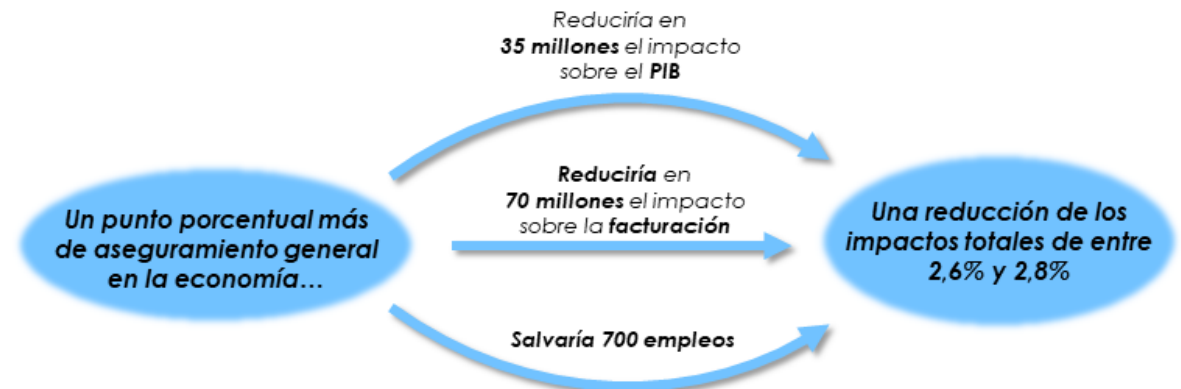 Reduciría en
35 millones el impacto
sobre el PIB
Un punto porcentual más
de aseguramiento general
en la economía...
Reduciría en
70 millones el impacto
sobre la facturación
Una reducción de los
impactos totales de entre
2,6% y 2,8%
Salvaría 700 empleos